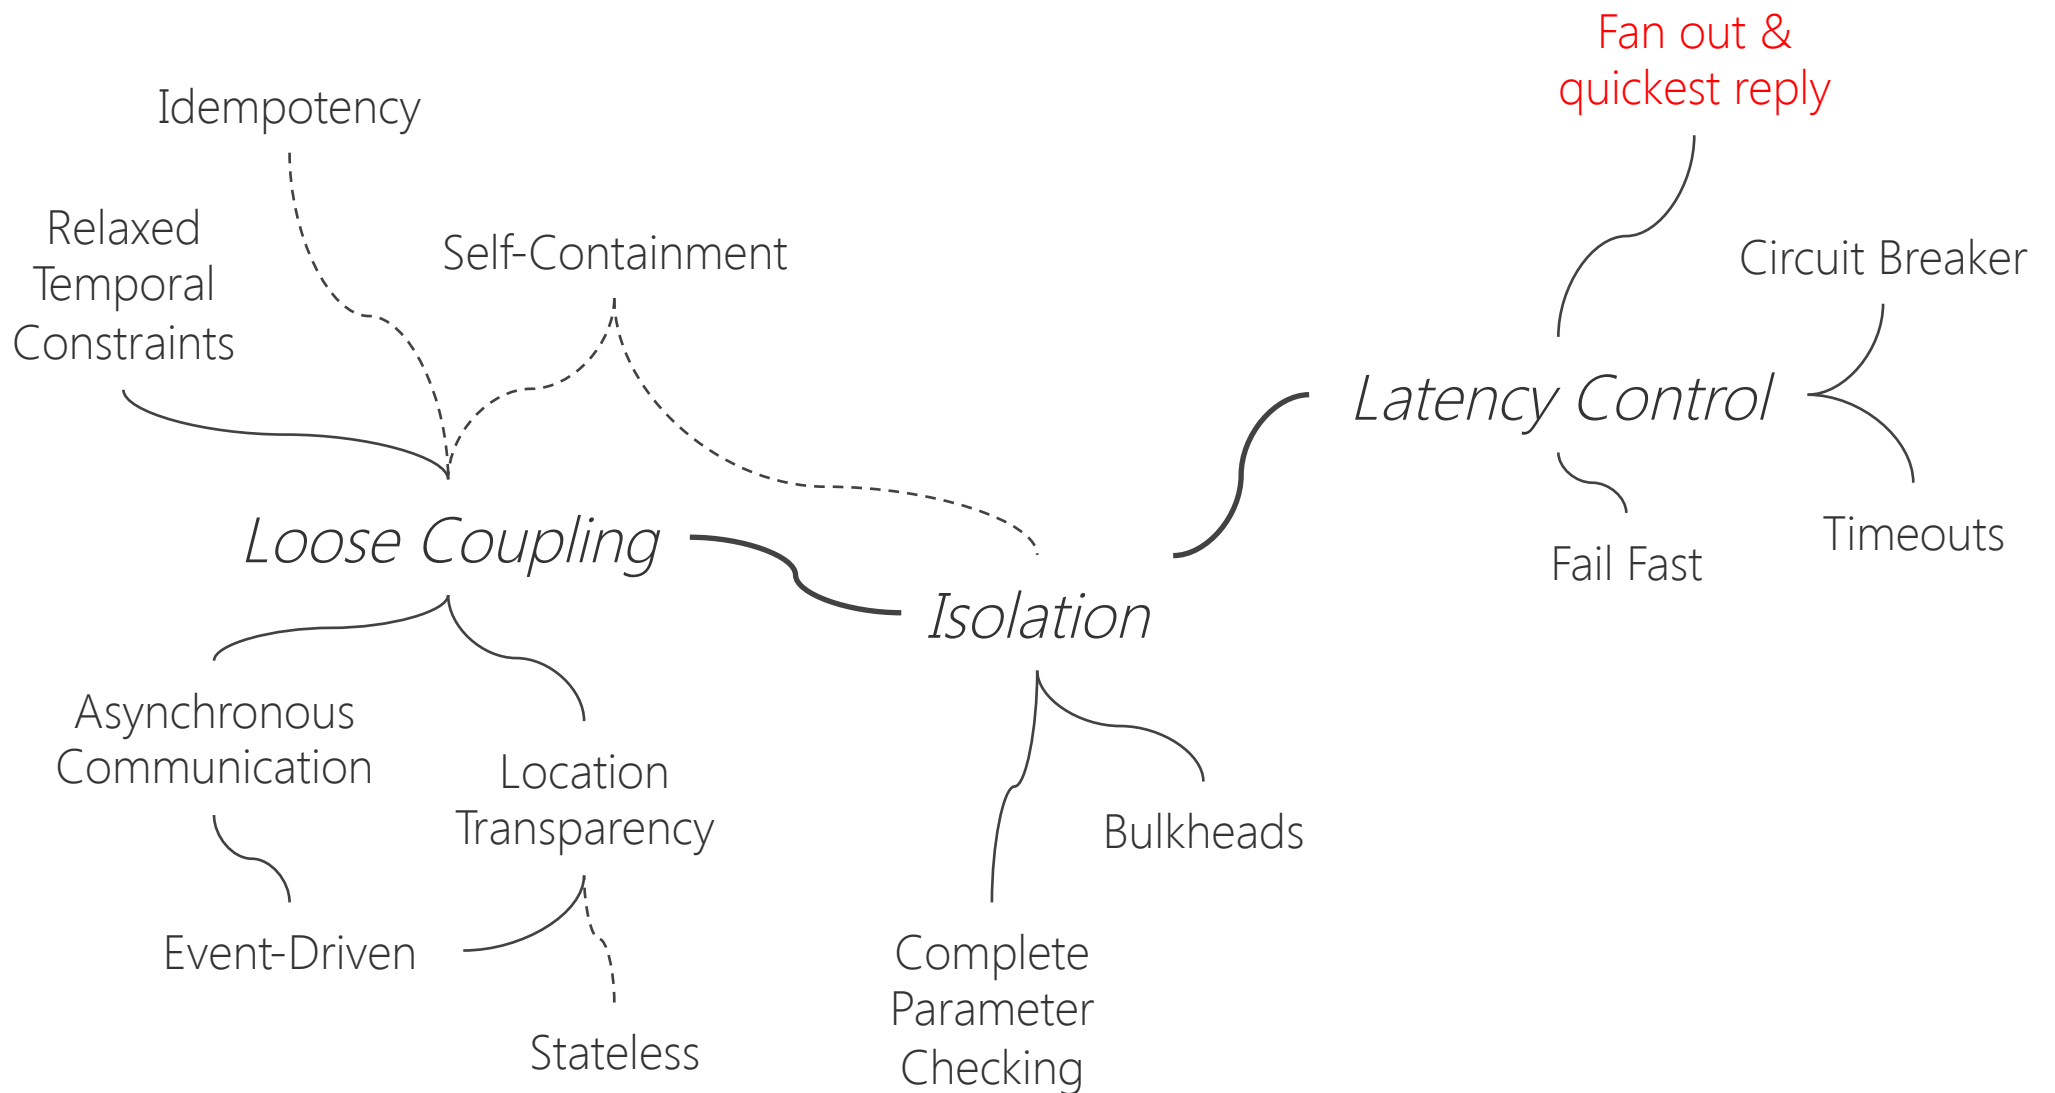 Fan out &
quickest reply
Idempotency
Relaxed
Temporal
Constraints
Self-Containment
Circuit Breaker
Latency Control
Loose Coupling
Fail Fast
Timeouts
Isolation
Asynchronous
Communication
Location
Transparency
Bulkheads
Event-Driven
Complete
Parameter
Checking
Stateless